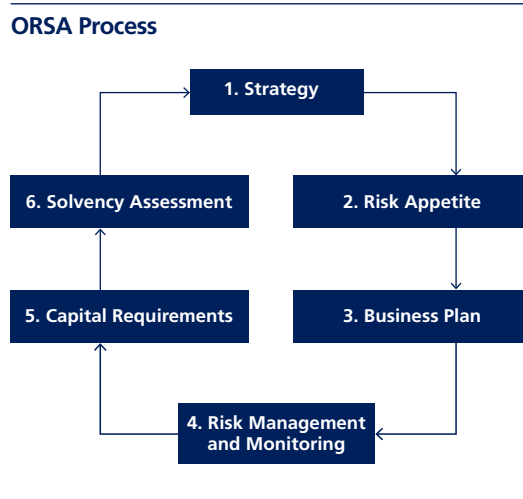 ORSA Process
1. Strategy
2. Risk Appetite
3. Business Plan
4. Risk Management
and Monitoring
5. Capital Requirements
6. Solvency Assessment